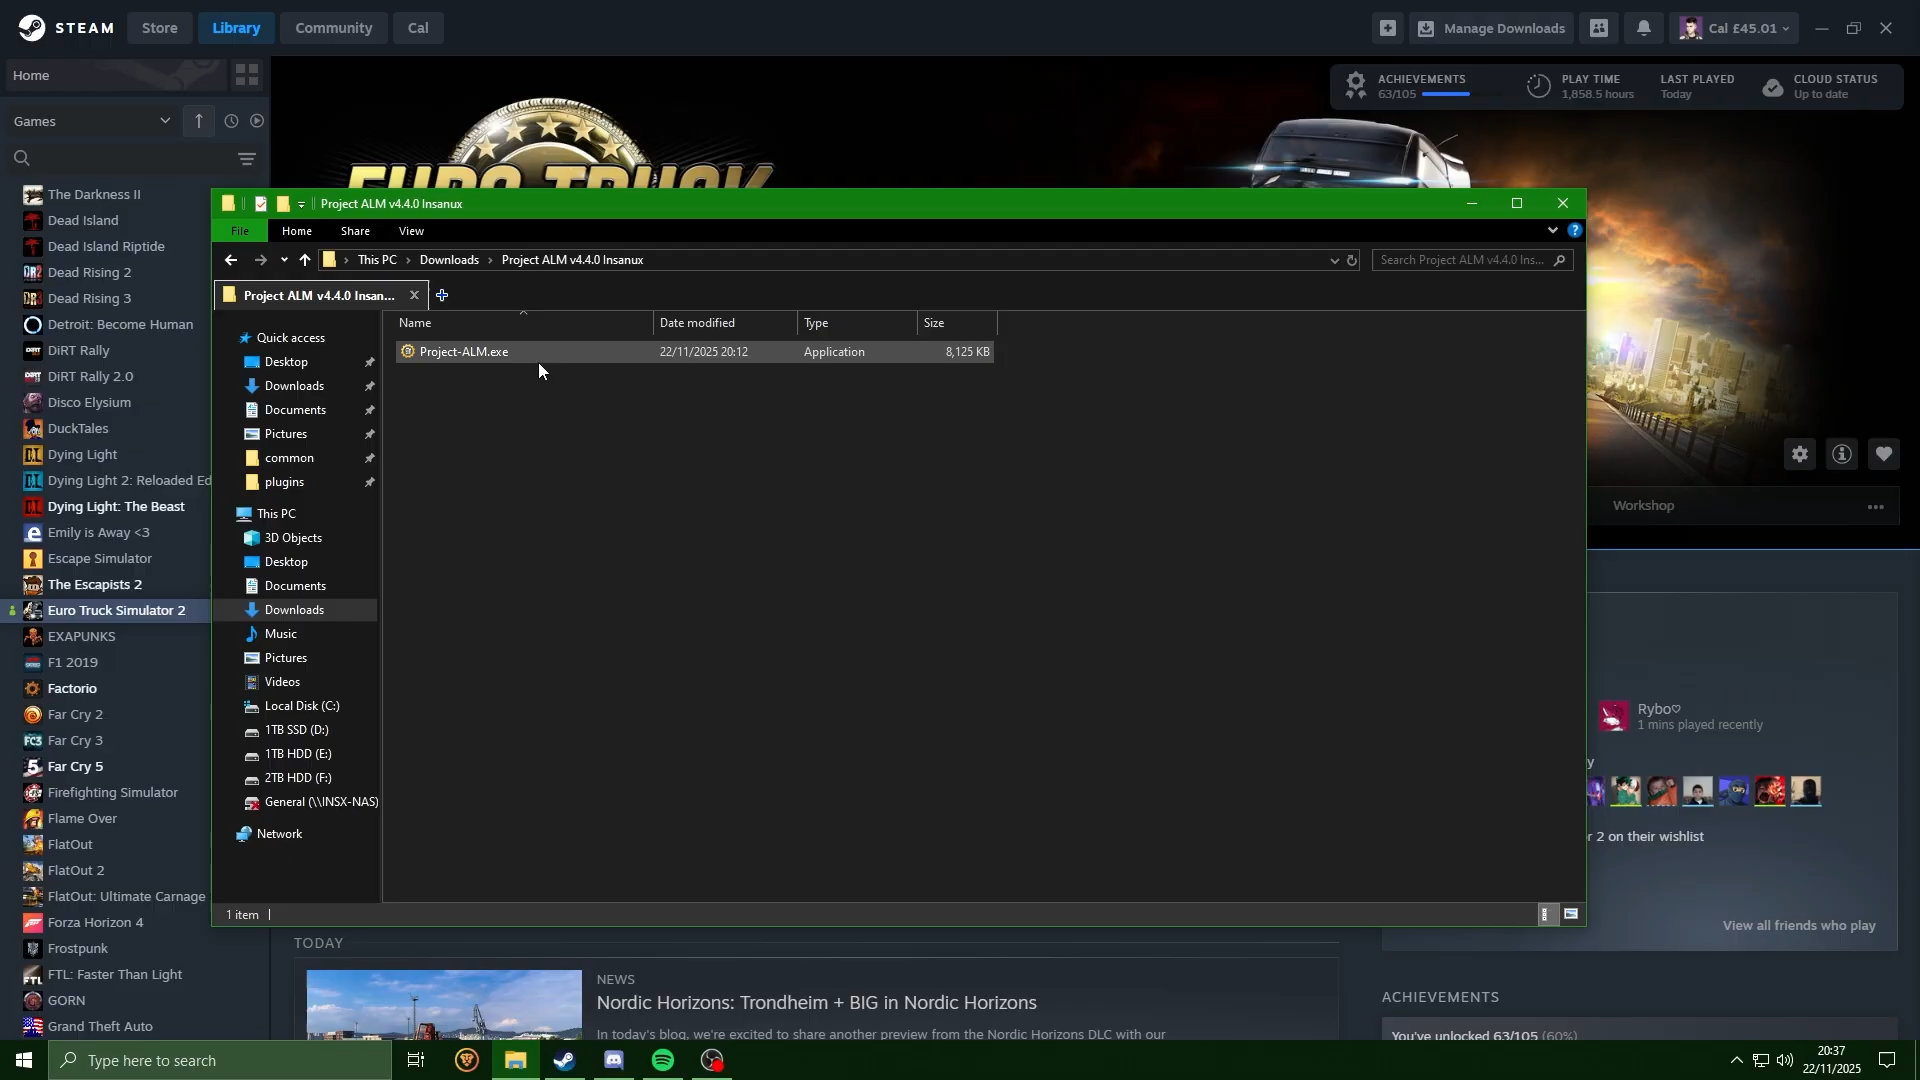 STEAM
Store
Library
Community
Cal
Manage Downloads
Cal £45.01
Home
Games
The Darkness II
Dead Island
Dead Island Riptide
Dead Rising 2
Dead Rising 3
Detroit: Become Human
DiRT Rally
DiRT Rally 2.0
Disco Elysium
DuckTales
Dying Light
Dying Light 2: Reloaded Ed
Dying Light: The Beast
Emily is Away <3
Escape Simulator
The Escapists 2
Euro Truck Simulator 2
EXAPUNKS
F1 2019
Factorio
Far Cry 2
Far Cry 3
Far Cry 5
Firefighting Simulator
Flame Over
FlatOut
FlatOut 2
FlatOut: Ultimate Carnage
Forza Horizon 4
Frostpunk
FTL: Faster Than Light
GORN
Grand Theft Auto
EURO TRUCK
ACHIEVEMENTS
63/105
PLAY TIME
1,858.5 hours
LAST PLAYED
Today
CLOUD STATUS
Up to date
Project ALM v4.4.0 Insanux
File
Home
Share
View
This PC
Downloads
Project ALM v4.4.0 Insanux
Search Project ALM v4.4.0 Ins...
Project ALM v4.4.0 Insan...
Quick access
Desktop
Downloads
Documents
Pictures
common
plugins
This PC
3D Objects
Desktop
Documents
Downloads
Music
Pictures
Videos
Local Disk (C:)
1TB SSD (D:)
1TB HDD (E:)
2TB HDD (F:)
General (\\INSX-NAS)
Network
Name
Date modified
Type
Size
Project-ALM.exe
22/11/2025 20:12
Application
8,125 KB
1 item
Workshop
Rybo♡
1 mins played recently
y
r 2 on their wishlist
View all friends who play
TODAY
NEWS
Nordic Horizons: Trondheim + BIG in Nordic Horizons
In today's blog, we're excited to share another preview from the Nordic Horizons DLC with our
ACHIEVEMENTS
You've unlocked 63/105 (60%)
Type here to search
20:37
22/11/2025